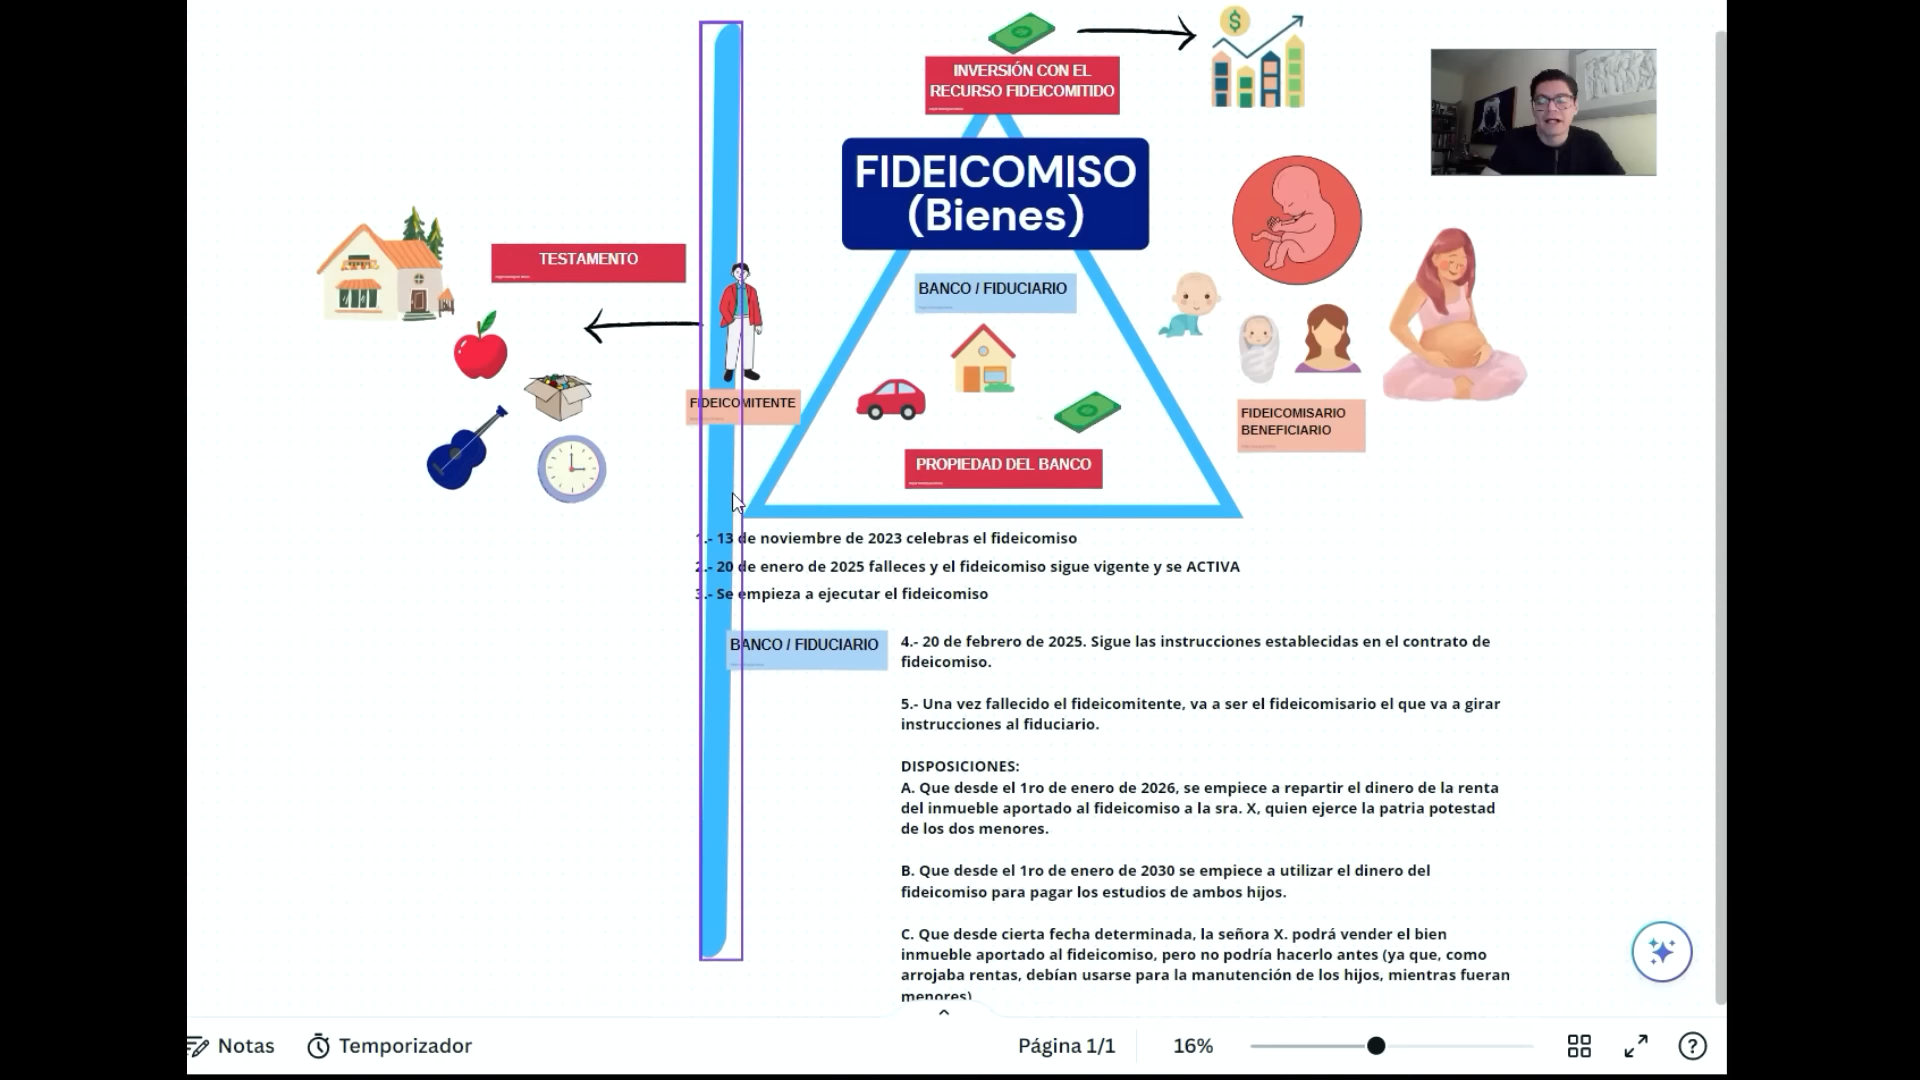 INVERSIÓN CON EL
RECURSO FIDEICOMITIDO
FIDEICOMISO
(Bienes)
TESTAMENTO
BANCO / FIDUCIARIO
FIDEICOMITENTE
FIDEICOMISARIO
BENEFICIARIO
PROPIEDAD DEL BANCO
1.- 13 de noviembre de 2023 celebras el fideicomiso
2.- 20 de enero de 2025 falleces y el fideicomiso sigue vigente y se ACTIVA
3.- Se empieza a ejecutar el fideicomiso
BANCO / FIDUCIARIO
4.- 20 de febrero de 2025. Sigue las instrucciones establecidas en el contrato de
fideicomiso.
5.- Una vez fallecido el fideicomitente, va a ser el fideicomisario el que va a girar
instrucciones al fiduciario.
DISPOSICIONES:
A. Que desde el 1ro de enero de 2026, se empiece a repartir el dinero de la renta
del inmueble aportado al fideicomiso a la sra. X, quien ejerce la patria potestad
de los dos menores.
B. Que desde el 1ro de enero de 2030 se empiece a utilizar el dinero del
fideicomiso para pagar los estudios de ambos hijos.
C. Que desde cierta fecha determinada, la señora X. podrá vender el bien
inmueble aportado al fideicomiso, pero no podría hacerlo antes (ya que, como
arrojaba rentas, debían usarse para la manutención de los hijos, mientras fueran
menores)
Notas
Temporizador
Página 1/1
16%